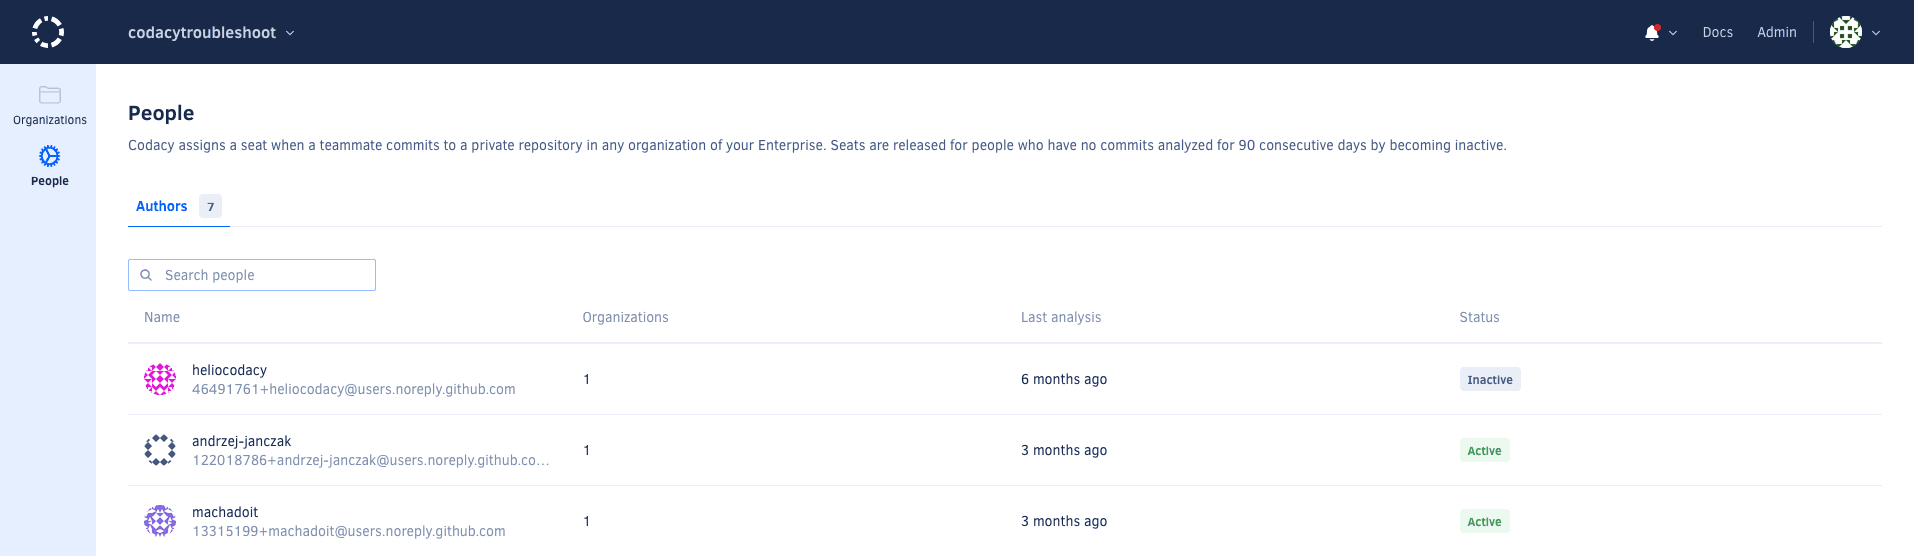 codacytroubleshoot
Docs
Admin
Organizations
People
People
Codacy assigns a seat when a teammate commits to a private repository in any organization of your Enterprise. Seats are released for people who have no commits analyzed for 90 consecutive days by becoming inactive.
Authors 7
Search people
Name Organizations Last analysis Status
heliocodacy
46491761+heliocodacy@users.noreply.github.com
1 6 months ago Inactive
andrzej-janczak
122018786+andrzej-janczak@users.noreply.github.co...
1 3 months ago Active
machadoit
13315199+machadoit@users.noreply.github.com
1 3 months ago Active